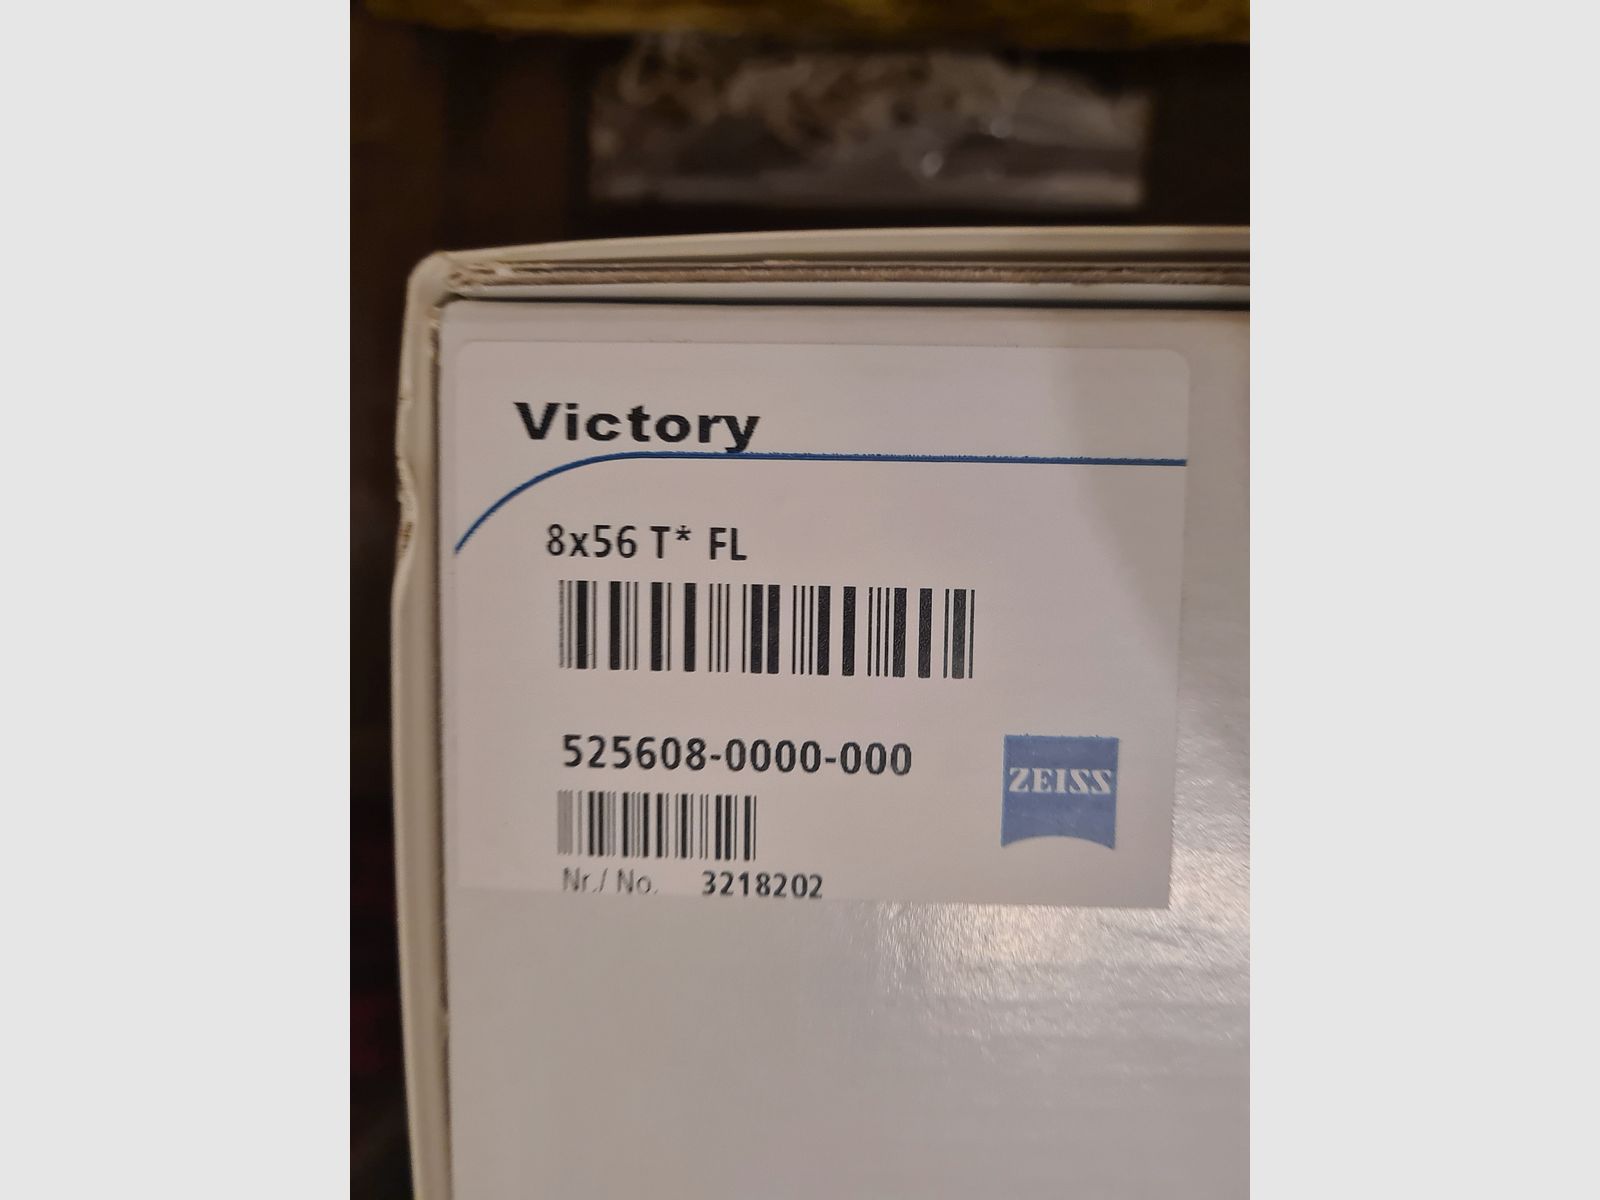 Victory
8x56 T* FL
525608-0000-000
ZEISS
Nr./ No. 3218202